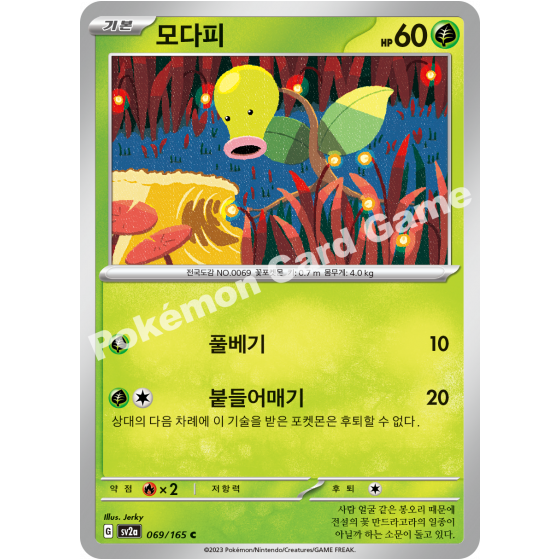 기본 모다피 HP 60
전국도감 NO.0069 꽃포켓몬 키: 0.7 m 몸무게: 4.0 kg
Pokémon Card Game
풀베기 10
붙들어매기 20
상대의 다음 차례에 이 기술을 받은 포켓몬은 후퇴할 수 없다.
약점 ×2 저항력 후퇴
Illus. Jerky
G sv2a 069/165 C
사람 얼굴 같은 봉오리 때문에
전설의 꽃 만드라고라의 일종이
아닐까 하는 소문이 돌고 있다.
©2023 Pokémon/Nintendo/Creatures/GAME FREAK.